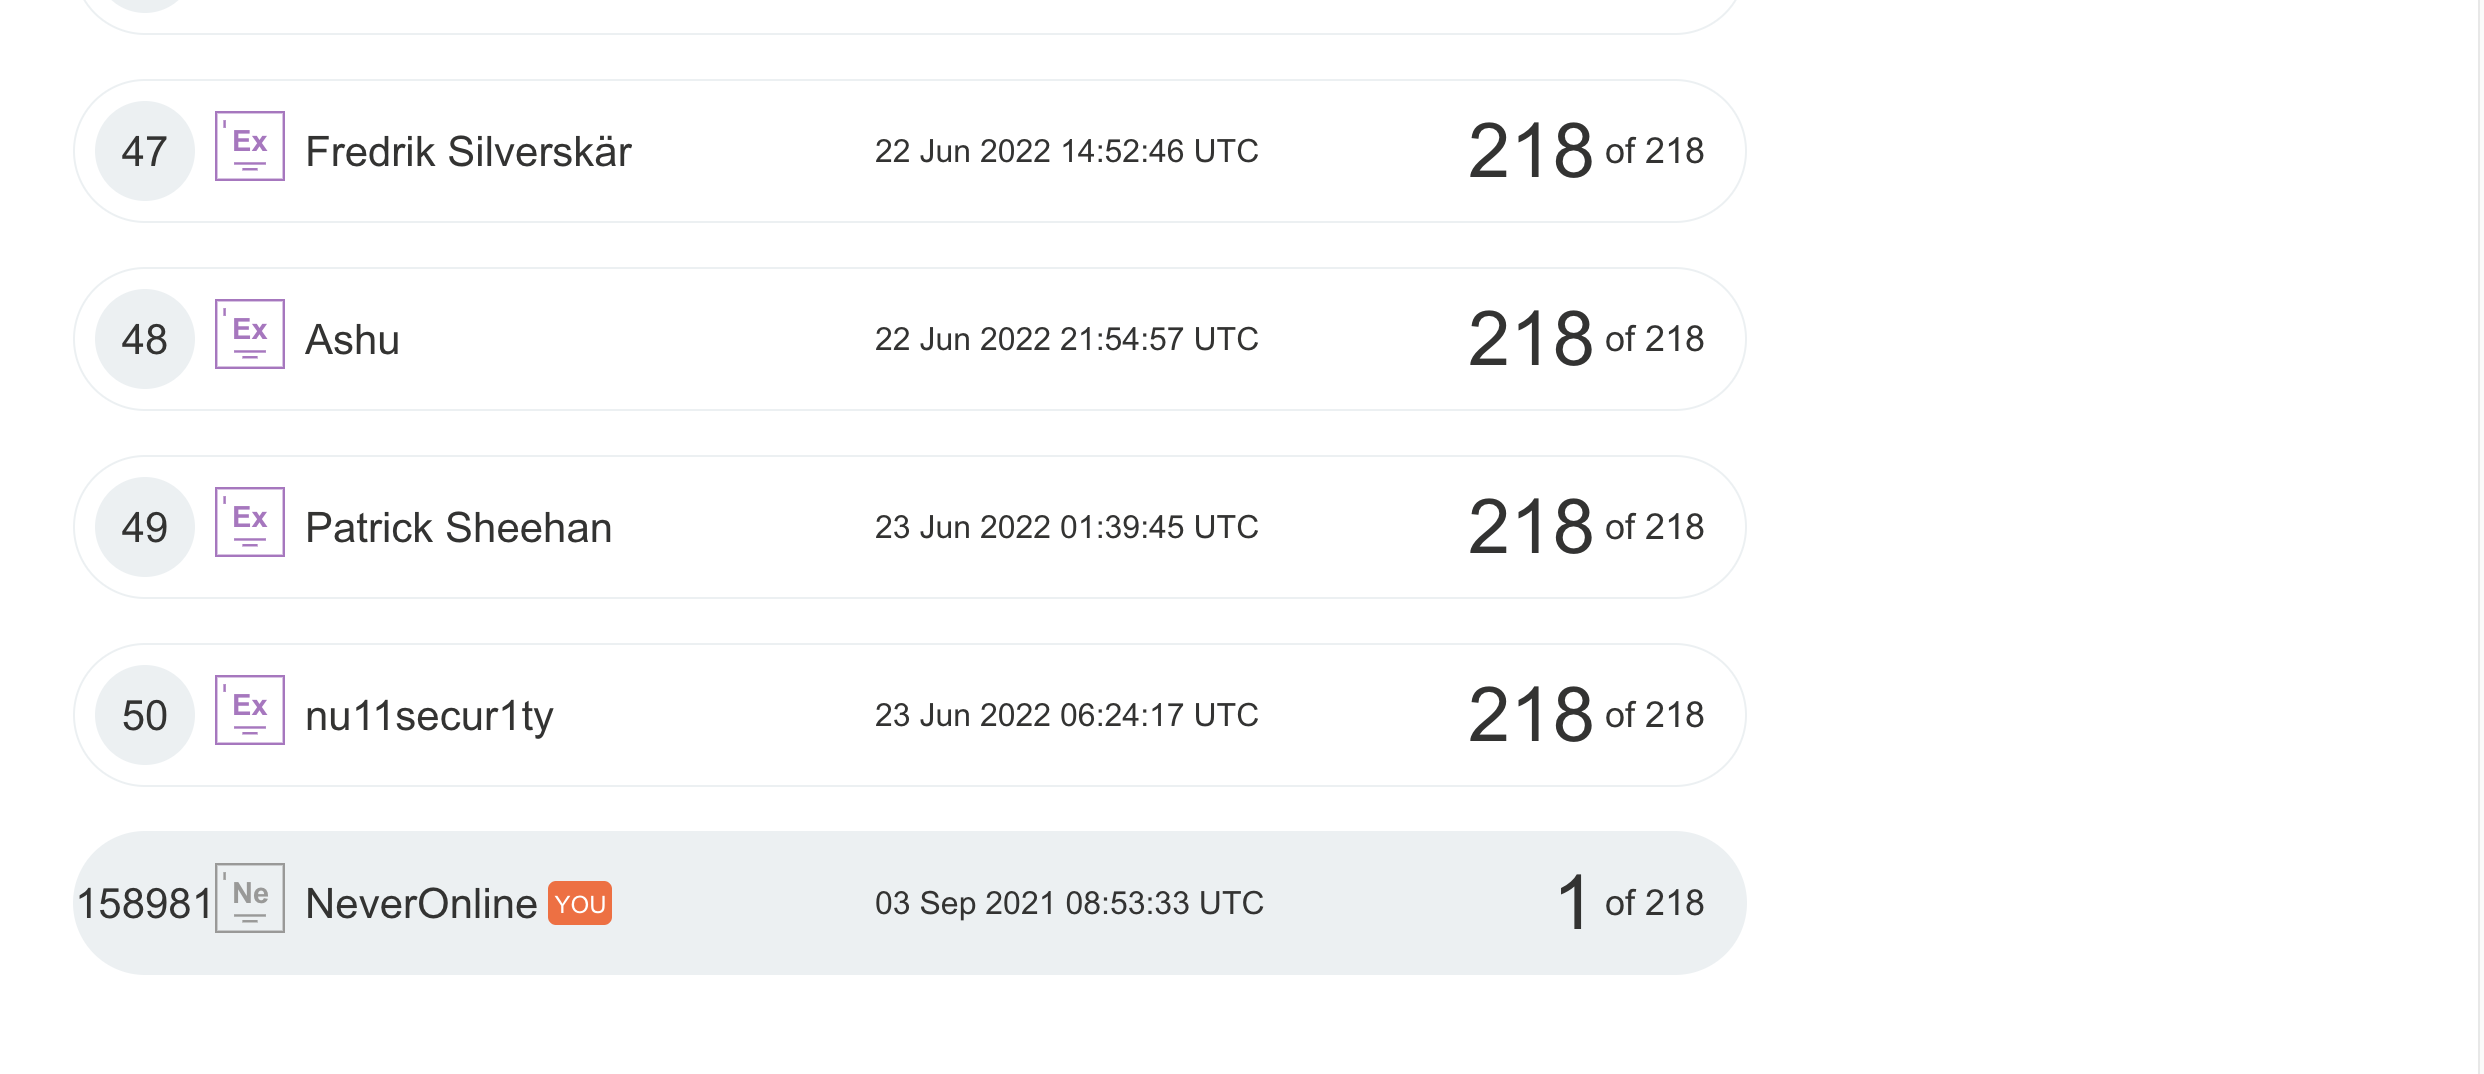 47 Ex Fredrik Silverskär 22 Jun 2022 14:52:46 UTC 218 of 218
48 Ex Ashu 22 Jun 2022 21:54:57 UTC 218 of 218
49 Ex Patrick Sheehan 23 Jun 2022 01:39:45 UTC 218 of 218
50 Ex nu11secur1ty 23 Jun 2022 06:24:17 UTC 218 of 218
158981 Ne NeverOnline YOU 03 Sep 2021 08:53:33 UTC 1 of 218